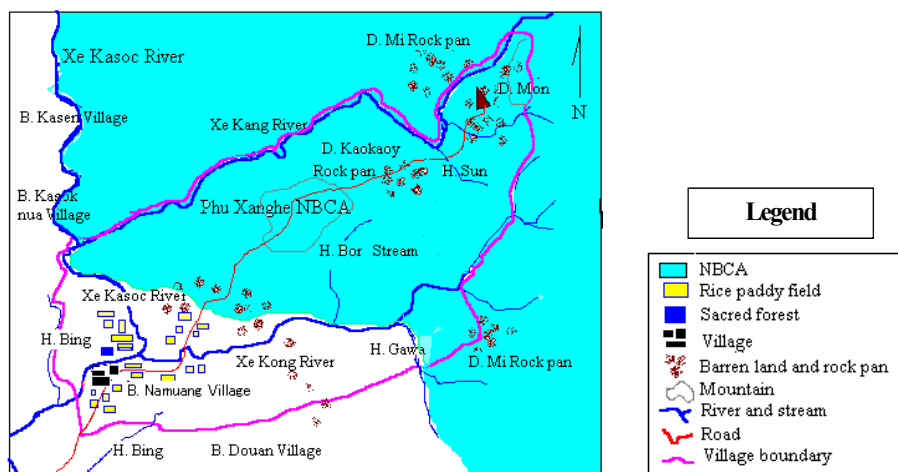 D. Mi Rock pan
Xe Kasoc River
D. Mon
N
B. Kasen Village
Xe Kang River
D. Kaokaoy
Rock pan
H. Sun
B. Kasok
nua Village
Phu Xanghe NBCA
H. Bor Stream
Xe Kasoc River
H. Bing
Xe Kong River
H. Gawa
D. Mi Rock pan
B. Namuang Village
H. Bing
B. Douan Village
Legend
NBCA
Rice paddy field
Sacred forest
Village
Barren land and rock pan
Mountain
River and stream
Road
Village boundary